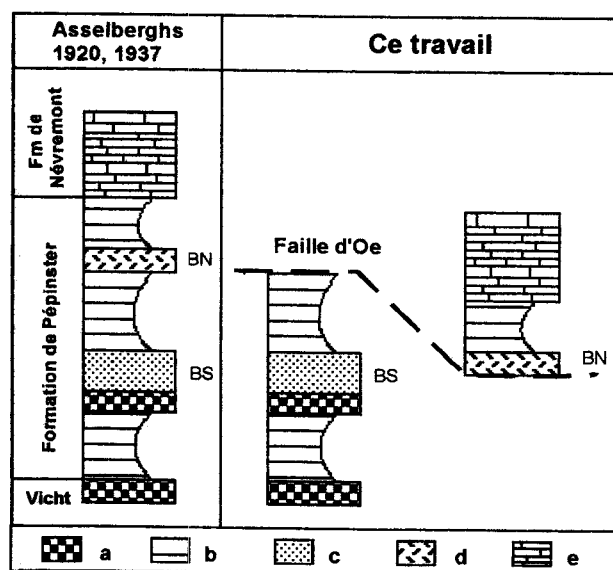 Asselberghs
1920, 1937
Ce travail
Fm de
Névremont
Formation de Pépinster
Vicht
BN
BS
Faille d'Oe
BS
BN
a
b
c
d
e